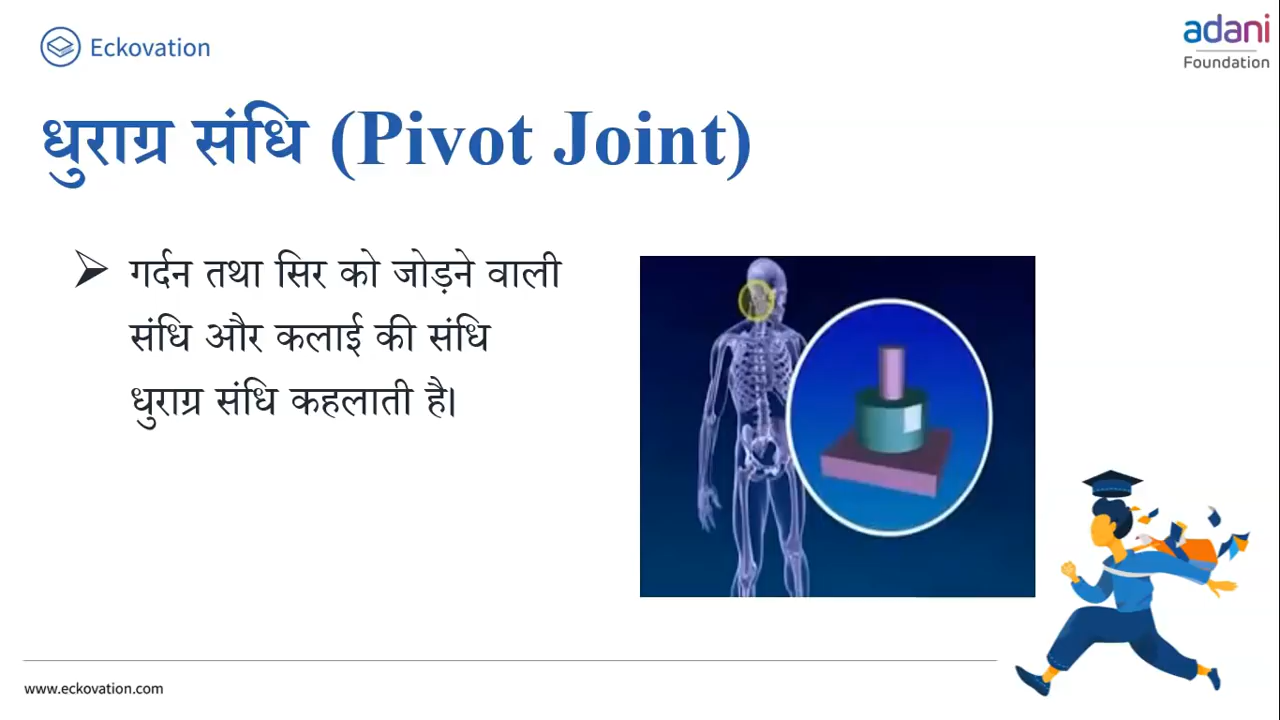 Eckovation
adani
Foundation
धुराग्र संधि (Pivot Joint)
➢ गर्दन तथा सिर को जोड़ने वाली
संधि और कलाई की संधि
धुराग्र संधि कहलाती है।
www.eckovation.com